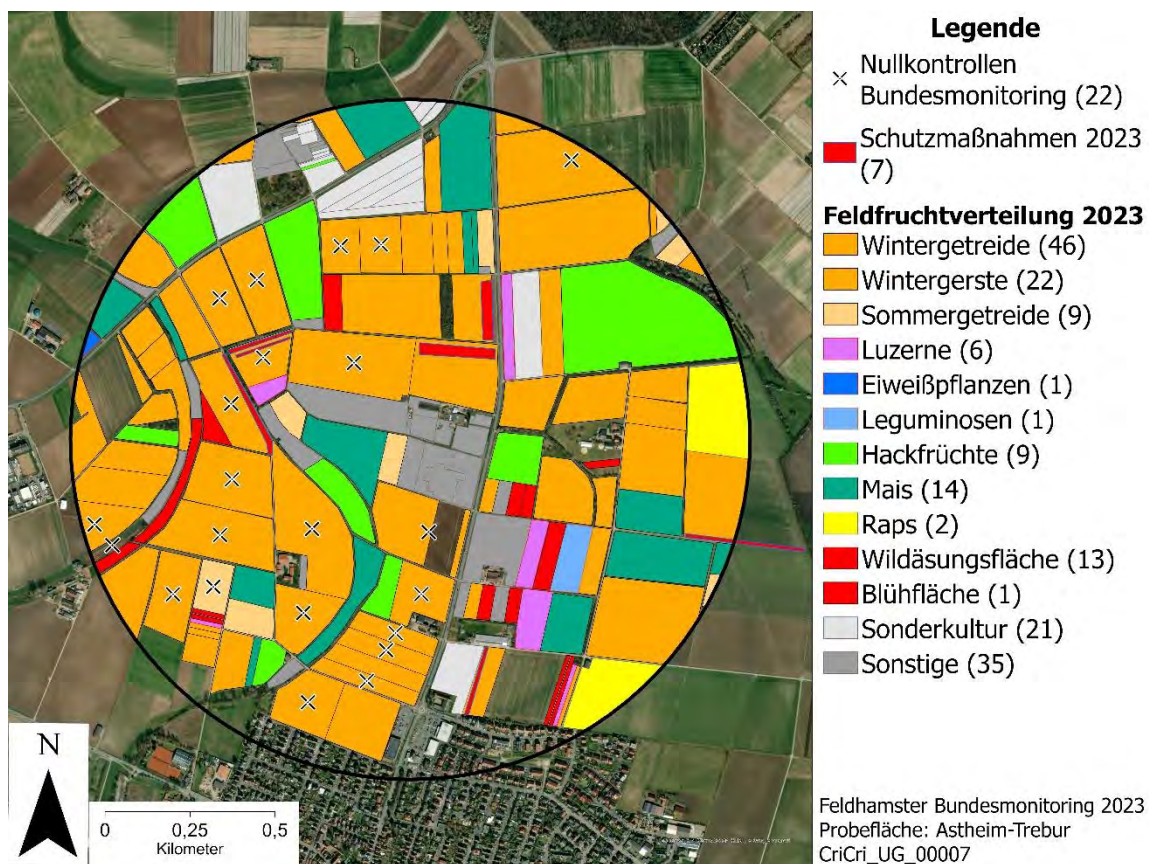 Legende
Nullkontrollen
Bundesmonitoring (22)
Schutzmaßnahmen 2023
(7)
Feldfruchtverteilung 2023
Wintergetreide (46)
Wintergerste (22)
Sommergetreide (9)
Luzerne (6)
Eiweißpflanzen (1)
Leguminosen (1)
Hackfrüchte (9)
Mais (14)
Raps (2)
Wildäsungsfläche (13)
Blühfläche (1)
Sonderkultur (21)
Sonstige (35)
N
0 0,25 0,5
Kilometer
Feldhamster Bundesmonitoring 2023
Probefläche: Astheim-Trebur
CriCri_UG_00007